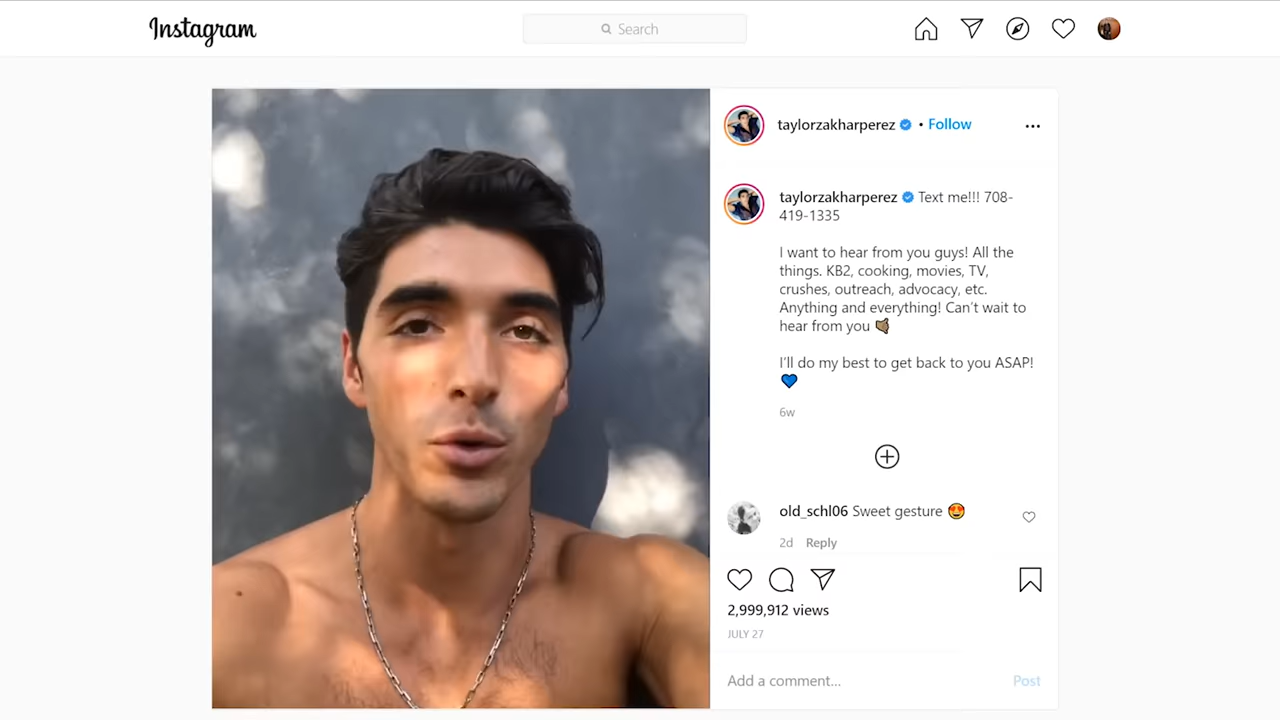 Instagram
Search
taylorzakharperez • Follow
taylorzakharperez Text me!!! 708-
419-1335
I want to hear from you guys! All the
things. KB2, cooking, movies, TV,
crushes, outreach, advocacy, etc.
Anything and everything! Can't wait to
hear from you 🤙🏽
I'll do my best to get back to you ASAP!
💙
6w
old_schl06 Sweet gesture 😍
2d Reply
2,999,912 views
JULY 27
Add a comment... Post